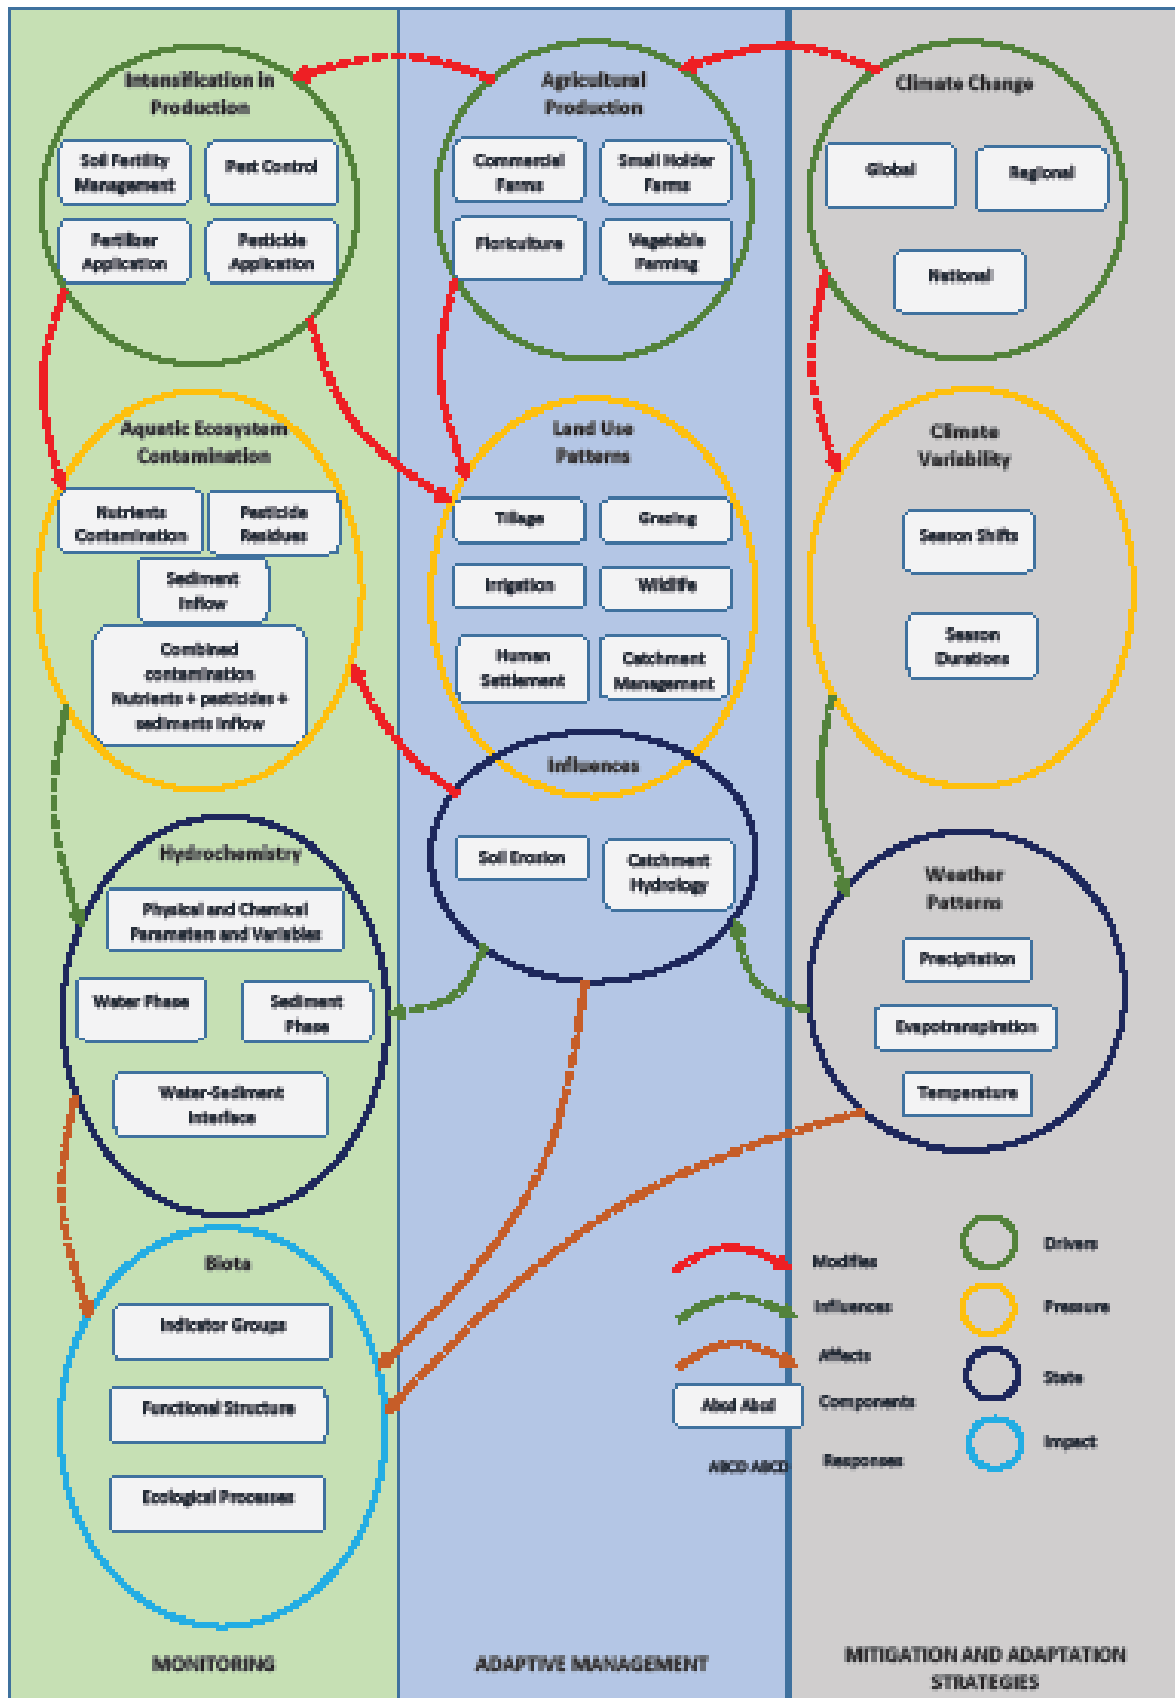 Intensification in
Production
Soil Fertility
Management
Pest Control
Fertilizer
Application
Pesticide
Application
Agricultural
Production
Commercial
Farms
Small Holder
Farms
Floriculture
Vegetable
Farming
Climate Change
Global
Regional
National
Aquatic Ecosystem
Contamination
Nutrients
Contamination
Pesticide
Residues
Sediment
Inflow
Combined
contamination
Nutrients + pesticides +
sediments Inflow
Land Use
Patterns
Tillage
Grazing
Irrigation
Wildlife
Human
Settlement
Catchment
Management
Climate
Variability
Season Shifts
Season
Durations
Influences
Soil Erosion
Catchment
Hydrology
Hydrochemistry
Physical and Chemical
Parameters and Variables
Water Phase
Sediment
Phase
Water-Sediment
Interface
Weather
Patterns
Precipitation
Evapotranspiration
Temperature
Biota
Indicator Groups
Functional Structure
Ecological Processes
Modifies
Influences
Affects
Abcd Abcd
Components
ABCD ABCD
Responses
Drivers
Pressure
State
Impact
MONITORING
ADAPTIVE MANAGEMENT
MITIGATION AND ADAPTATION
STRATEGIES